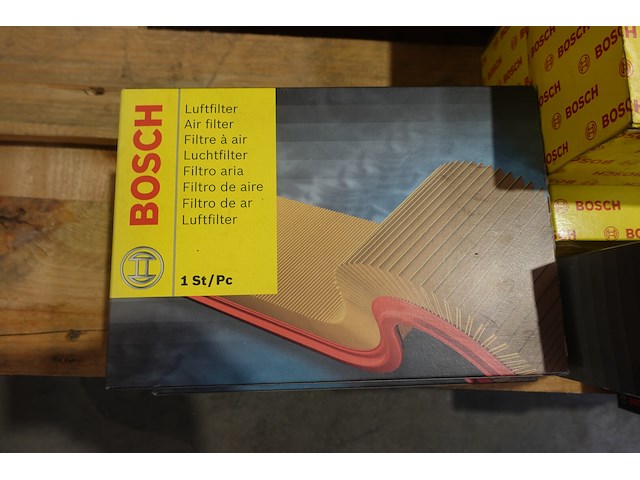 BOSCH
Luftfilter
Air filter
Filtre à air
Luchtfilter
Filtro aria
Filtro de aire
Filtro de ar
Luftfilter
1 St/Pc
BOSCH
BOSCH
BOSCH
BOSCH
BOSCH